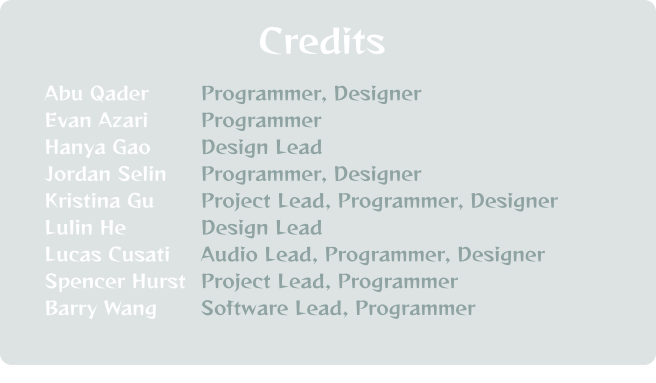 Credits
Abu Qader Programmer, Designer
Evan Azari Programmer
Hanya Gao Design Lead
Jordan Selin Programmer, Designer
Kristina Gu Project Lead, Programmer, Designer
Lulin He Design Lead
Lucas Cusati Audio Lead, Programmer, Designer
Spencer Hurst Project Lead, Programmer
Barry Wang Software Lead, Programmer